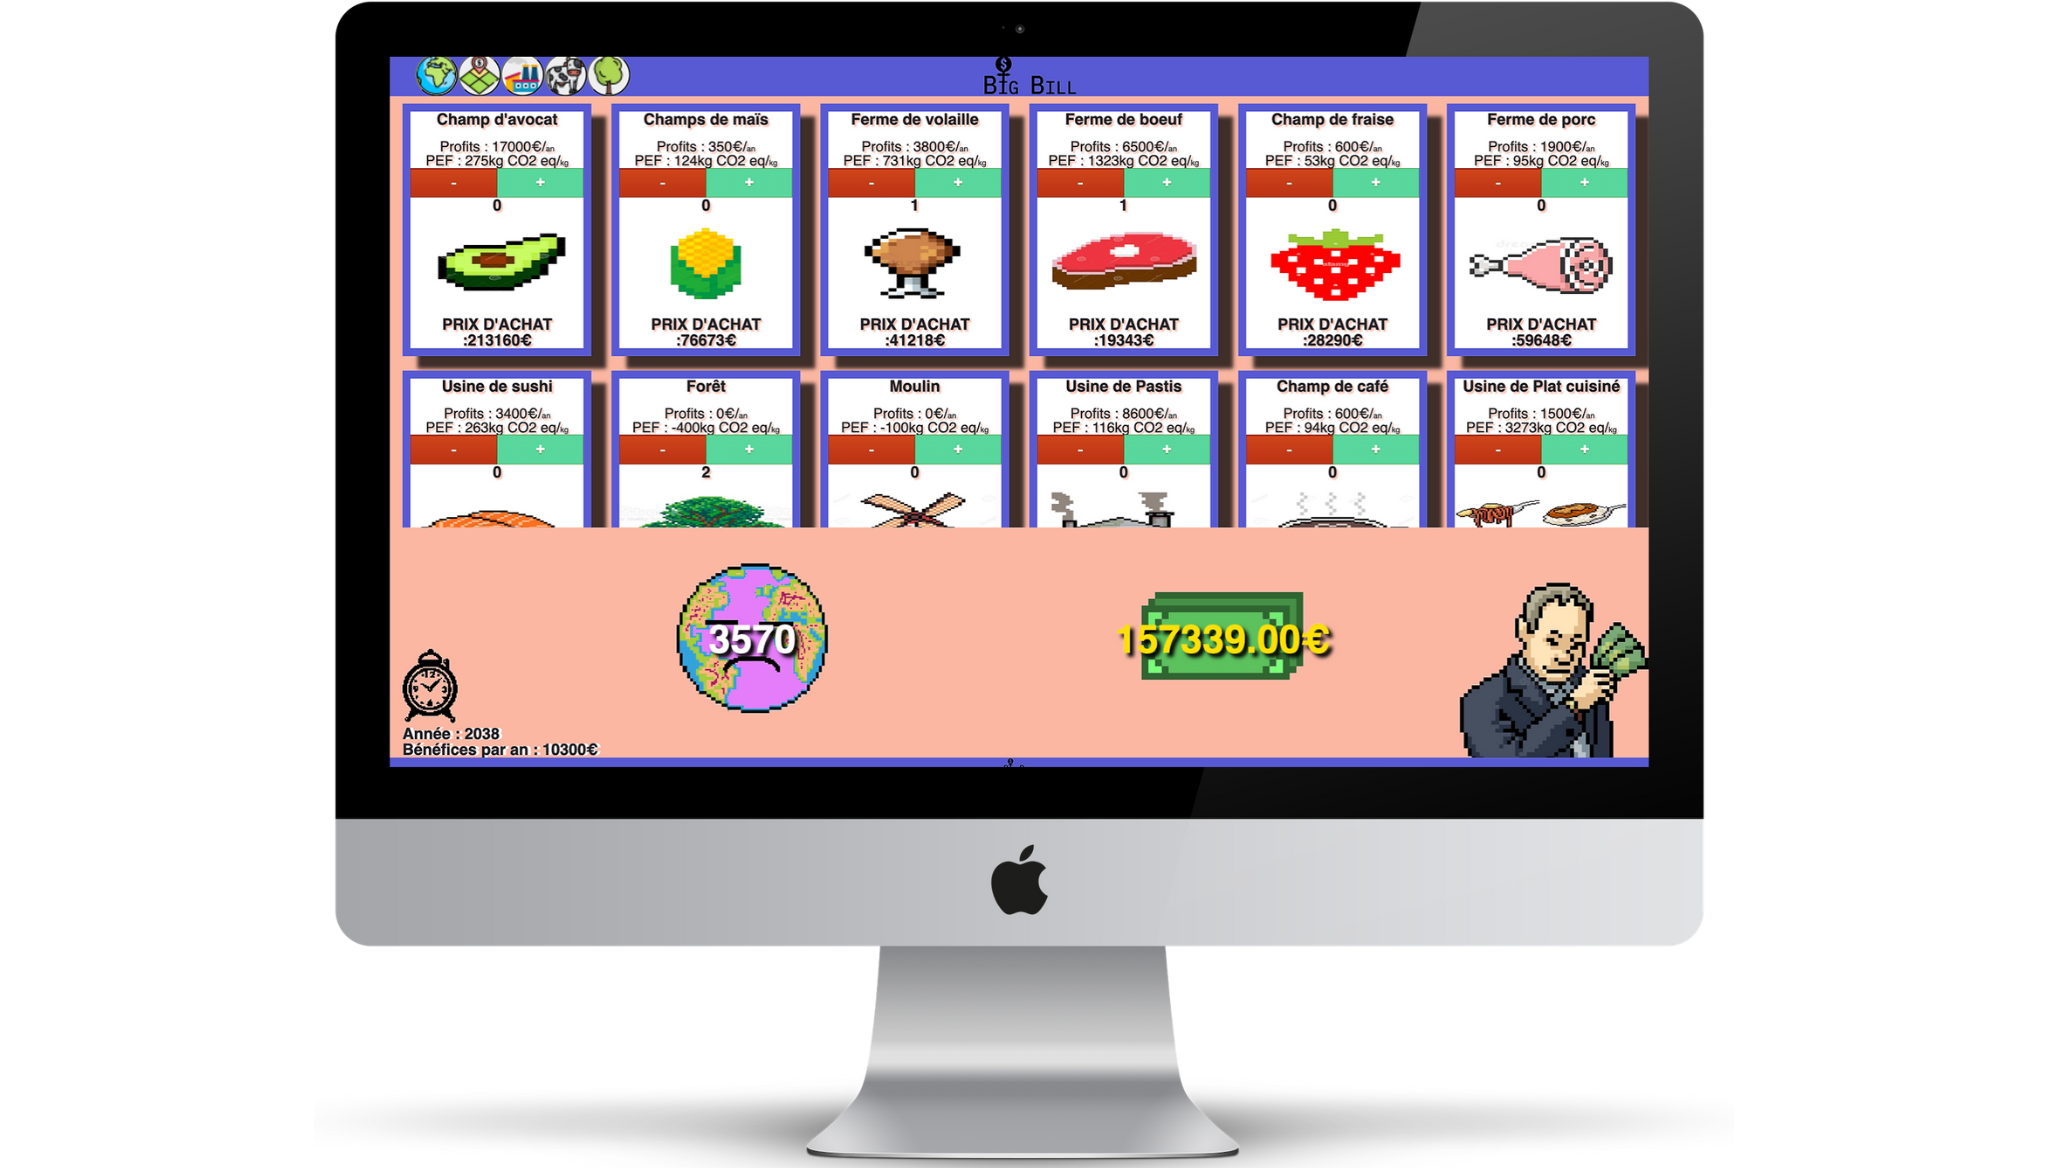 Big Bill
Champ d'avocat
Profits : 17000€/an
PEF : 275kg CO2 eq/kg
- +
0
PRIX D'ACHAT
:213160€
Champs de maïs
Profits : 350€/an
PEF : 124kg CO2 eq/kg
- +
0
PRIX D'ACHAT
:76673€
Ferme de volaille
Profits : 3800€/an
PEF : 731kg CO2 eq/kg
- +
1
PRIX D'ACHAT
:41218€
Ferme de boeuf
Profits : 6500€/an
PEF : 1323kg CO2 eq/kg
- +
1
PRIX D'ACHAT
:19343€
Champ de fraise
Profits : 600€/an
PEF : 53kg CO2 eq/kg
- +
0
PRIX D'ACHAT
:28290€
Ferme de porc
Profits : 1900€/an
PEF : 95kg CO2 eq/kg
- +
0
PRIX D'ACHAT
:59648€
Usine de sushi
Profits : 3400€/an
PEF : 263kg CO2 eq/kg
- +
0
Forêt
Profits : 0€/an
PEF : -400kg CO2 eq/kg
- +
2
Moulin
Profits : 0€/an
PEF : -100kg CO2 eq/kg
- +
0
Usine de Pastis
Profits : 8600€/an
PEF : 116kg CO2 eq/kg
- +
0
Champ de café
Profits : 600€/an
PEF : 94kg CO2 eq/kg
- +
0
Usine de Plat cuisiné
Profits : 1500€/an
PEF : 3273kg CO2 eq/kg
- +
0
3570
157339.00€
Année : 2038
Bénéfices par an : 10300€